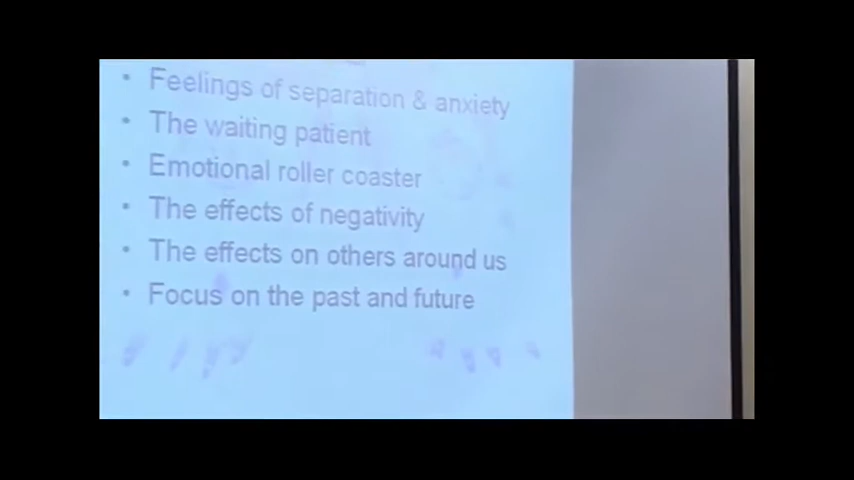 • Feelings of separation & anxiety
• The waiting patient
• Emotional roller coaster
• The effects of negativity
• The effects on others around us
• Focus on the past and future